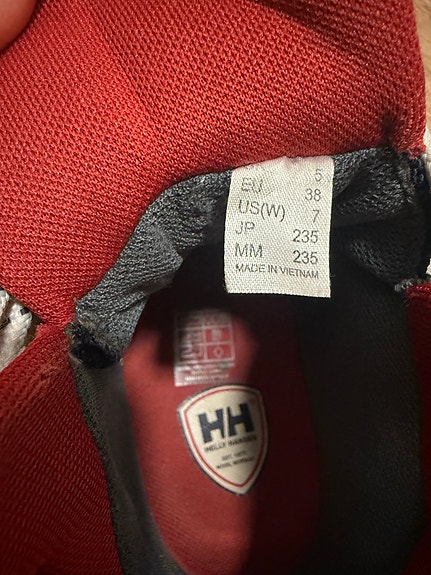 5
EU 38
US(W) 7
JP 235
MM 235
MADE IN VIETNAM
HH
HELLY HANSEN